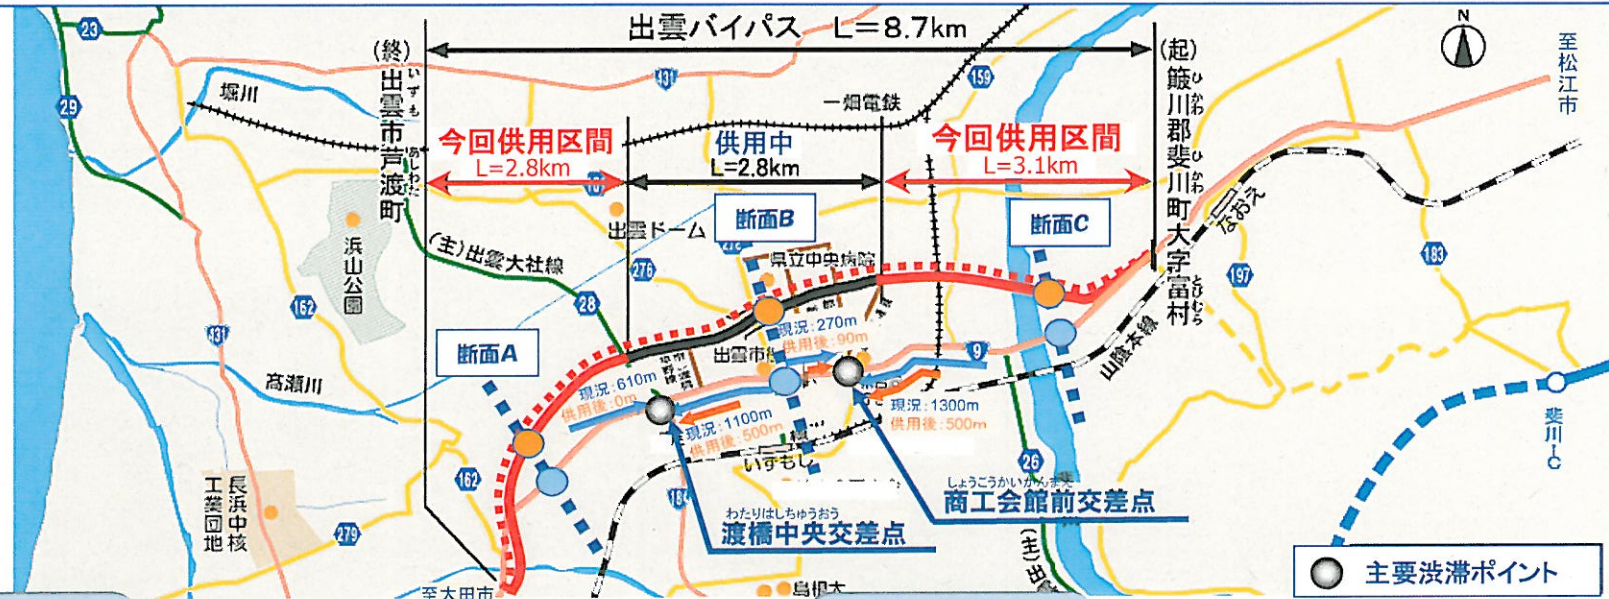 出雲バイパス L=8.7km
(終)
出雲市芦渡町
いずも
あしわた
(起)
簸川郡斐川町大字富村
ひかわ
ひかわ
とびむら
N
至松江市
23
29
堀川
431
159
一畑電鉄
今回供用区間
L=2.8km
供用中
L=2.8km
今回供用区間
L=3.1km
断面B
断面C
断面A
浜山公園
出雲ドーム
県立中央病院
(主)出雲大社線
28
276
162
431
高瀬川
なおえ
197
183
山陰本線
9
現況:270m
供用後:90m
現況:610m
供用後:0m
現況:1100m
供用後:500m
現況:1300m
供用後:500m
出雲市
いずもし
長浜中核
工業団地
162
279
184
26
わたりはしちゅうおう
渡橋中央交差点
しょうこうかいかんまえ
商工会館前交差点
斐川IC
至大田市
島根大
主要渋滞ポイント